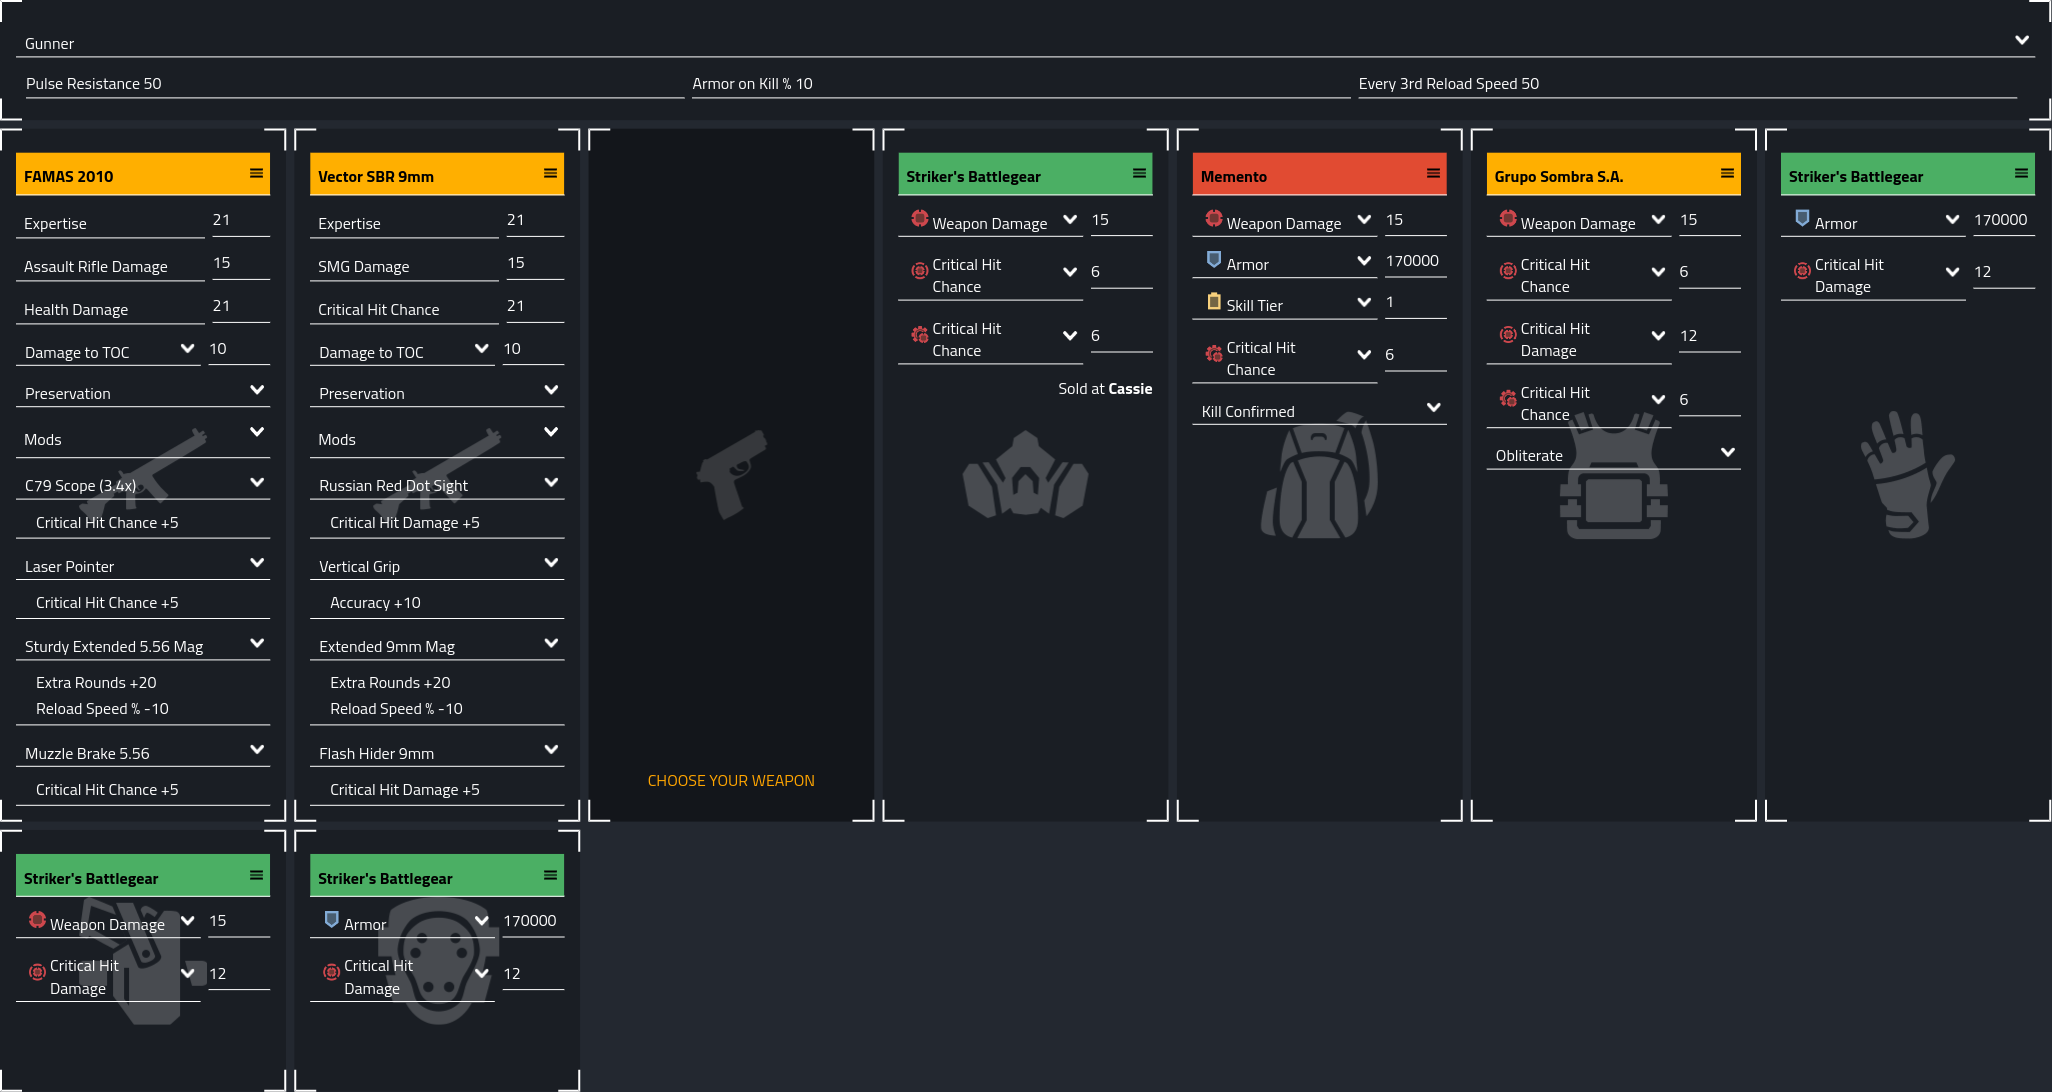 Gunner
Pulse Resistance 50
Armor on Kill % 10
Every 3rd Reload Speed 50
FAMAS 2010
Expertise 21
Assault Rifle Damage 15
Health Damage 21
Damage to TOC 10
Preservation
Mods
C79 Scope (3.4x)
Critical Hit Chance +5
Laser Pointer
Critical Hit Chance +5
Sturdy Extended 5.56 Mag
Extra Rounds +20
Reload Speed % -10
Muzzle Brake 5.56
Critical Hit Chance +5
Vector SBR 9mm
Expertise 21
SMG Damage 15
Critical Hit Chance 21
Damage to TOC 10
Preservation
Mods
Russian Red Dot Sight
Critical Hit Damage +5
Vertical Grip
Accuracy +10
Extended 9mm Mag
Extra Rounds +20
Reload Speed % -10
Flash Hider 9mm
Critical Hit Damage +5
CHOOSE YOUR WEAPON
Striker's Battlegear
Weapon Damage 15
Critical Hit
Chance 6
Critical Hit
Chance 6
Sold at Cassie
Memento
Weapon Damage 15
Armor 170000
Skill Tier 1
Critical Hit
Chance 6
Kill Confirmed
Grupo Sombra S.A.
Weapon Damage 15
Critical Hit
Chance 6
Critical Hit
Damage 12
Critical Hit
Chance 6
Obliterate
Striker's Battlegear
Armor 170000
Critical Hit
Damage 12
Striker's Battlegear
Weapon Damage 15
Critical Hit
Damage 12
Striker's Battlegear
Armor 170000
Critical Hit
Damage 12